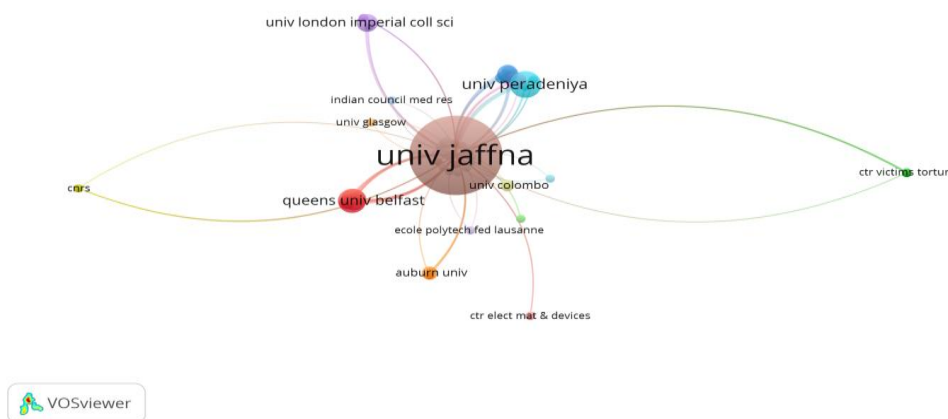 univ london imperial coll sci
univ peradeniya
indian council med res
univ glasgow
univ jaffna
ctr victims tortur
cnrs
univ colombo
queens univ belfast
ecole polytech fed lausanne
auburn univ
ctr elect mat & devices
VOSviewer